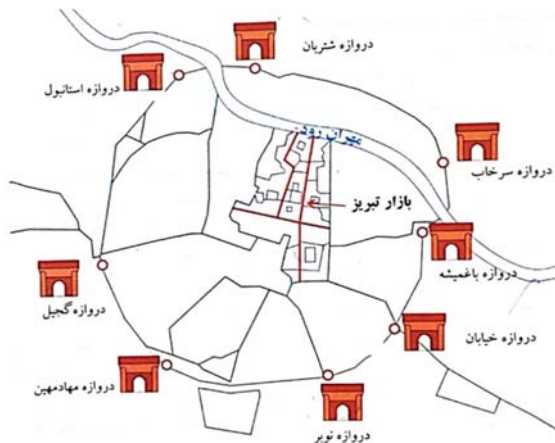 دروازه شتربان
دروازه استانبول
مهران رود
دروازه سرخاب
بازار تبریز
دروازه باغمیشه
دروازه گجیل
دروازه خیابان
دروازه مهادمهین
دروازه نوبر